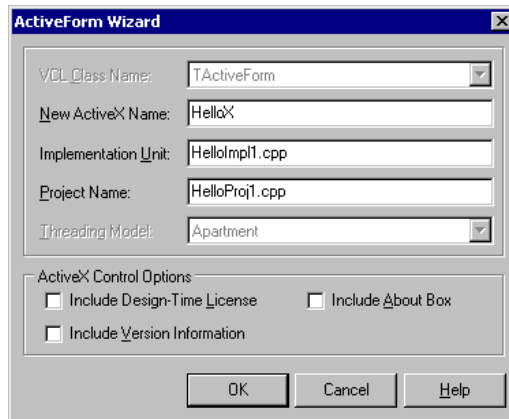 ActiveForm Wizard
VCL Class Name: TActiveForm
New ActiveX Name: HelloX
Implementation Unit: HelloImpl1.cpp
Project Name: HelloProj1.cpp
Threading Model: Apartment
ActiveX Control Options
Include Design-Time License Include About Box
Include Version Information
OK Cancel Help